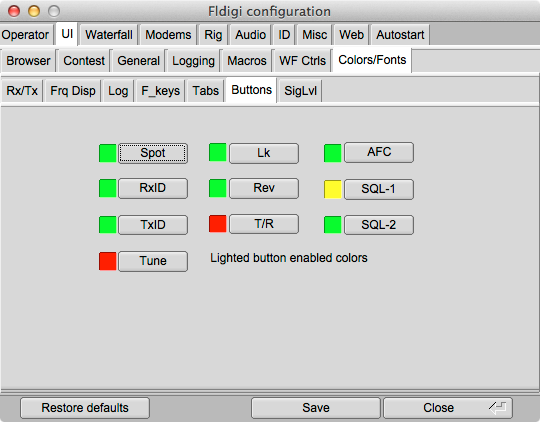 Fldigi configuration
Operator UI Waterfall Modems Rig Audio ID Misc Web Autostart
Browser Contest General Logging Macros WF Ctrls Colors/Fonts
Rx/Tx Frq Disp Log F_keys Tabs Buttons SigLvl
Spot Lk AFC
RxID Rev SQL-1
TxID T/R SQL-2
Tune Lighted button enabled colors
Restore defaults Save Close